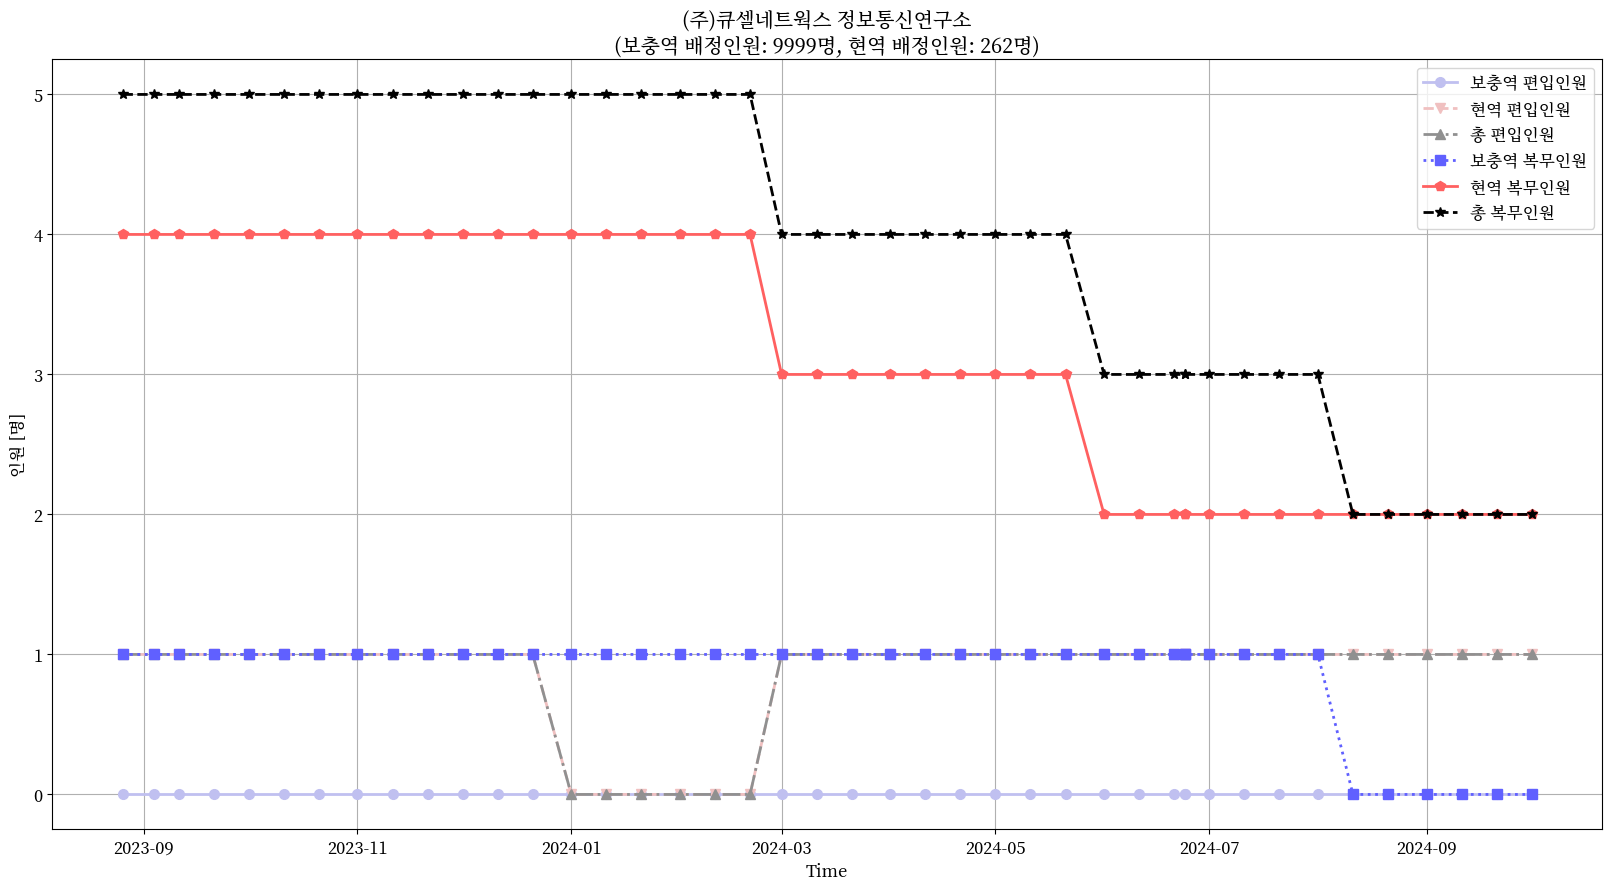 (주)큐셀네트웍스 정보통신연구소
(보충역 배정인원: 9999명, 현역 배정인원: 262명)
보충역 편입인원
현역 편입인원
총 편입인원
보충역 복무인원
현역 복무인원
총 복무인원
5
4
3
2
1
0
인원 [명]
2023-09
2023-11
2024-01
2024-03
2024-05
2024-07
2024-09
Time